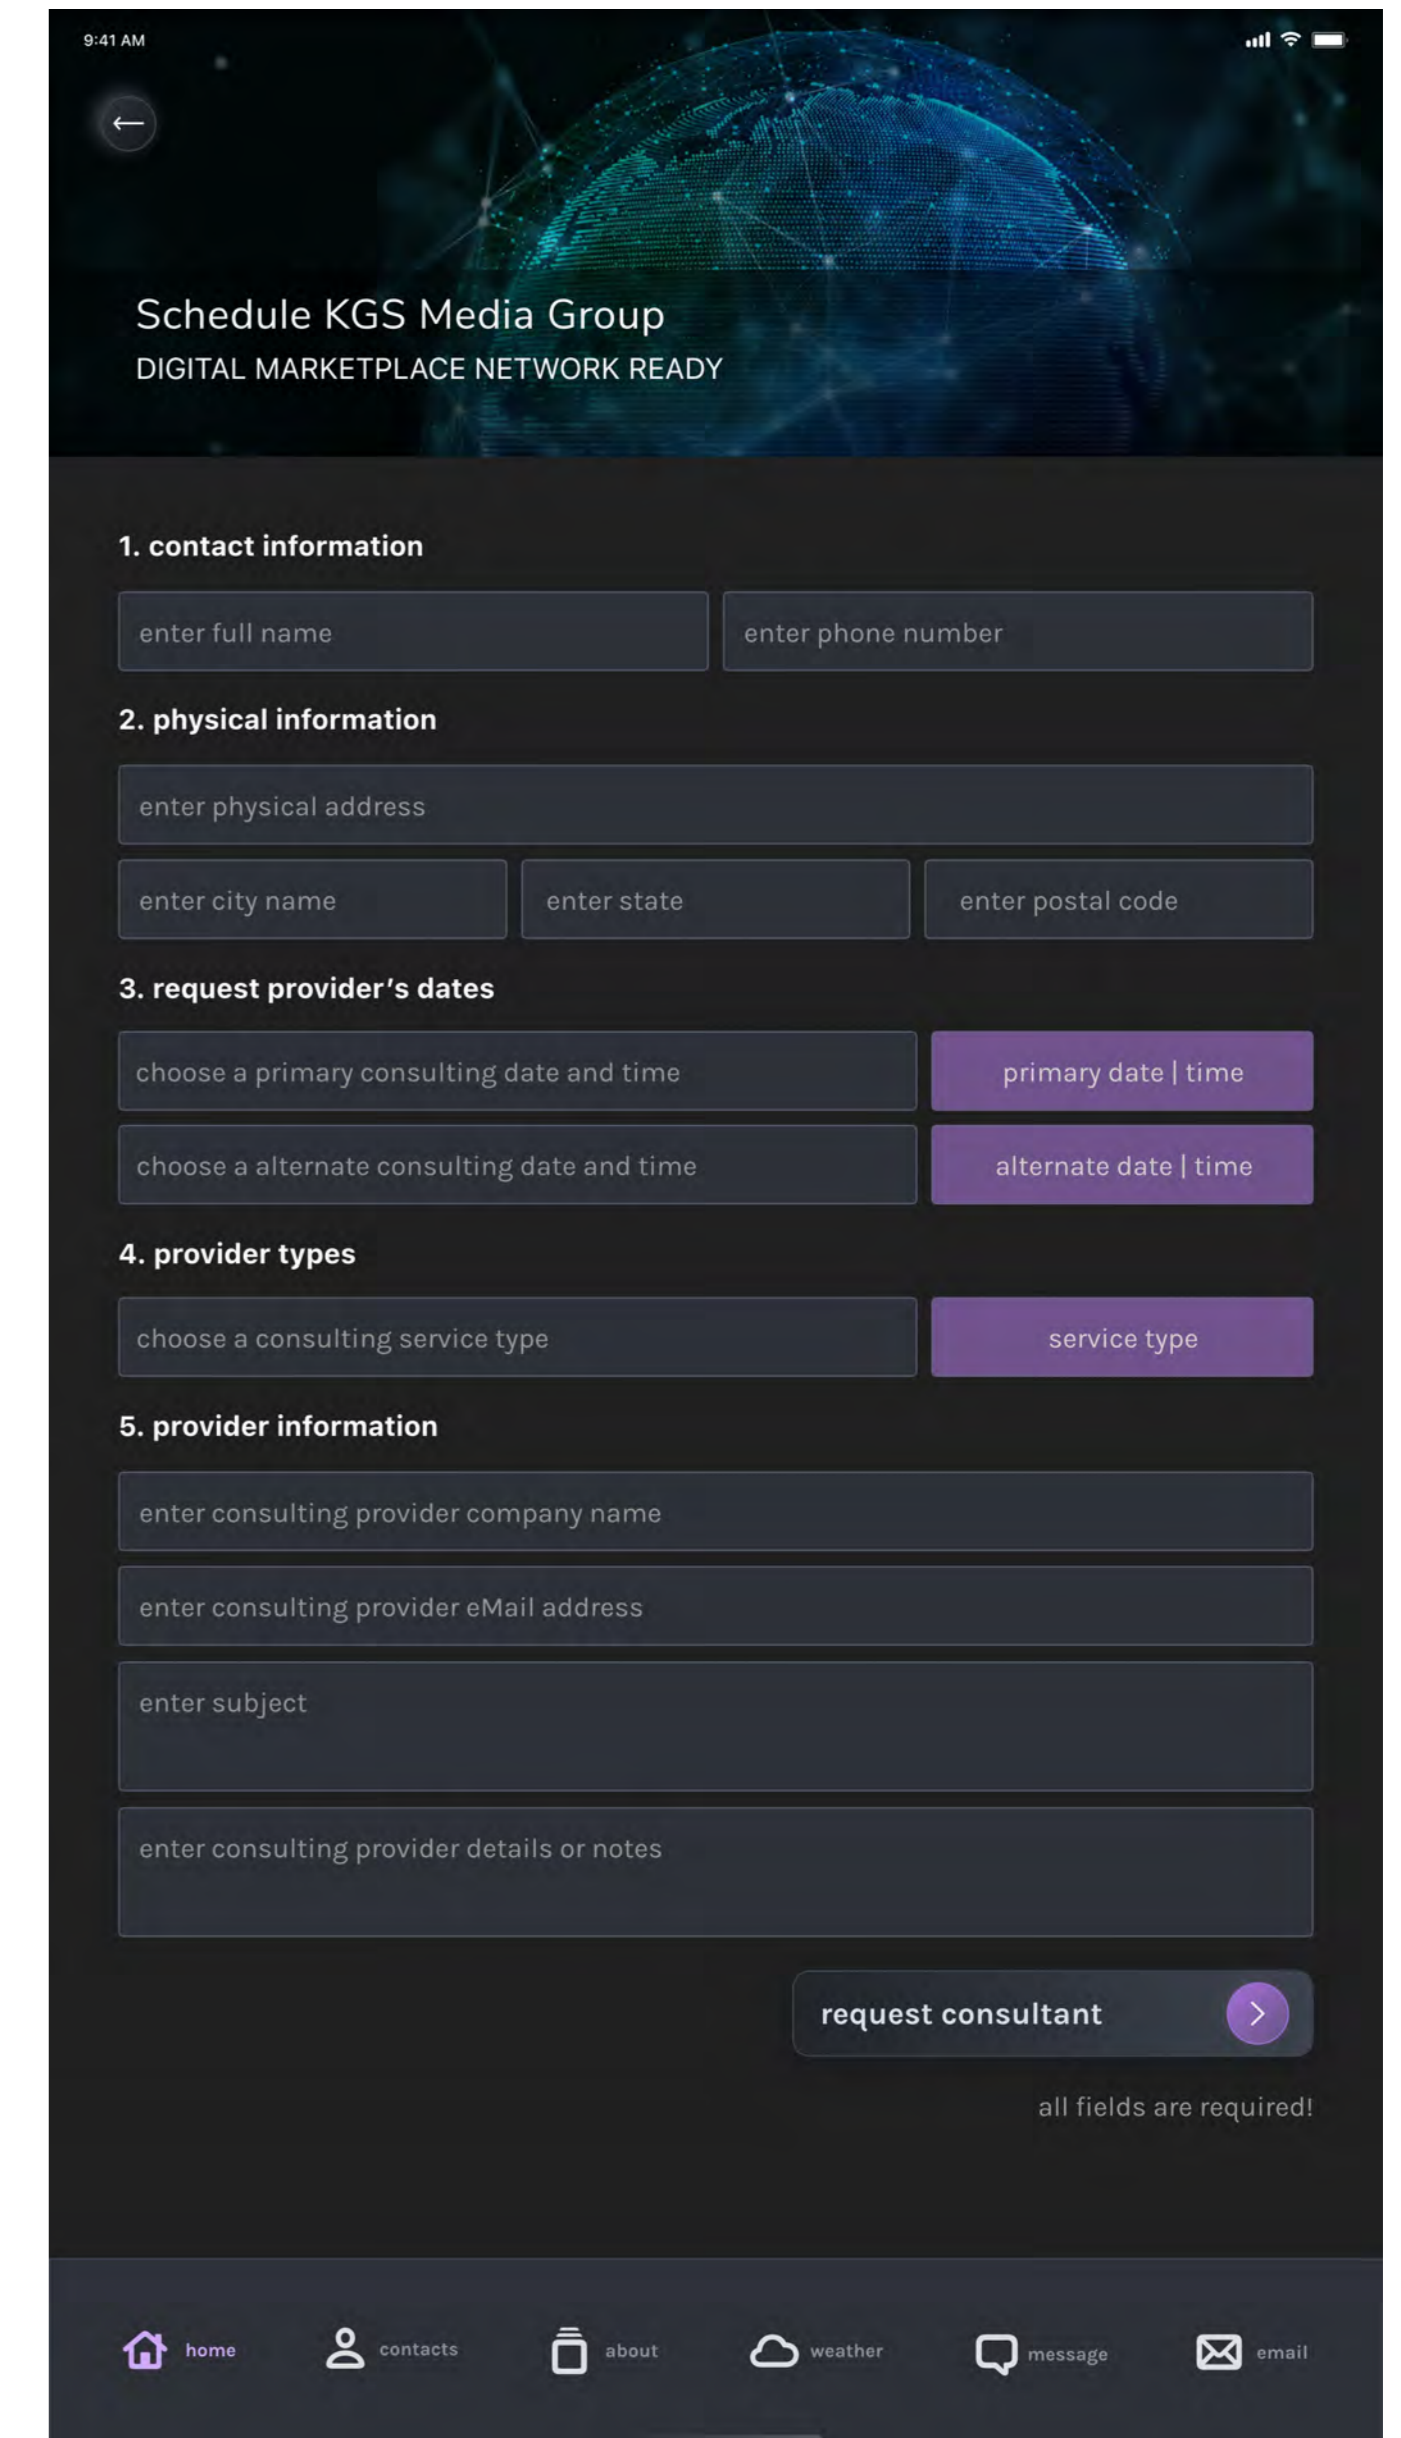 9:41 AM
Schedule KGS Media Group
DIGITAL MARKETPLACE NETWORK READY
1. contact information
enter full name
enter phone number
2. physical information
enter physical address
enter city name
enter state
enter postal code
3. request provider's dates
choose a primary consulting date and time
primary date | time
choose a alternate consulting date and time
alternate date | time
4. provider types
choose a consulting service type
service type
5. provider information
enter consulting provider company name
enter consulting provider eMail address
enter subject
enter consulting provider details or notes
request consultant
all fields are required!
home
contacts
about
weather
message
email